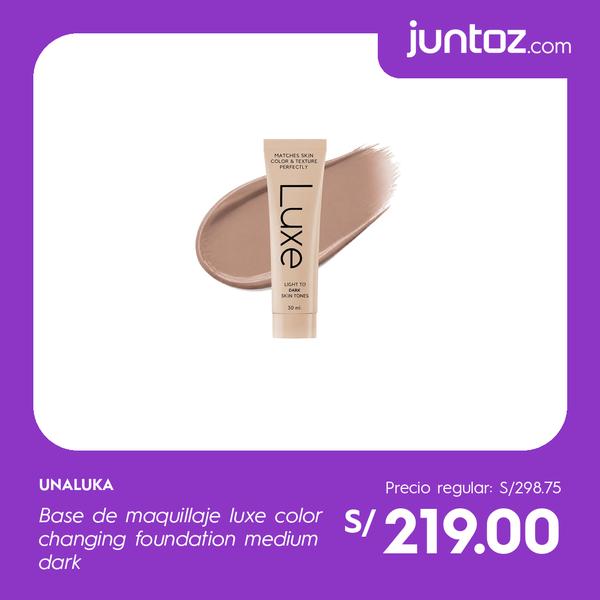 juntoz.com
MATCHES SKIN
COLOR & TEXTURE
PERFECTLY
Luxe
LIGHT TO
DARK
SKIN TONES
30 ml
UNALUKA
Base de maquillaje luxe color
changing foundation medium
dark
Precio regular: S/298.75
S/219.00